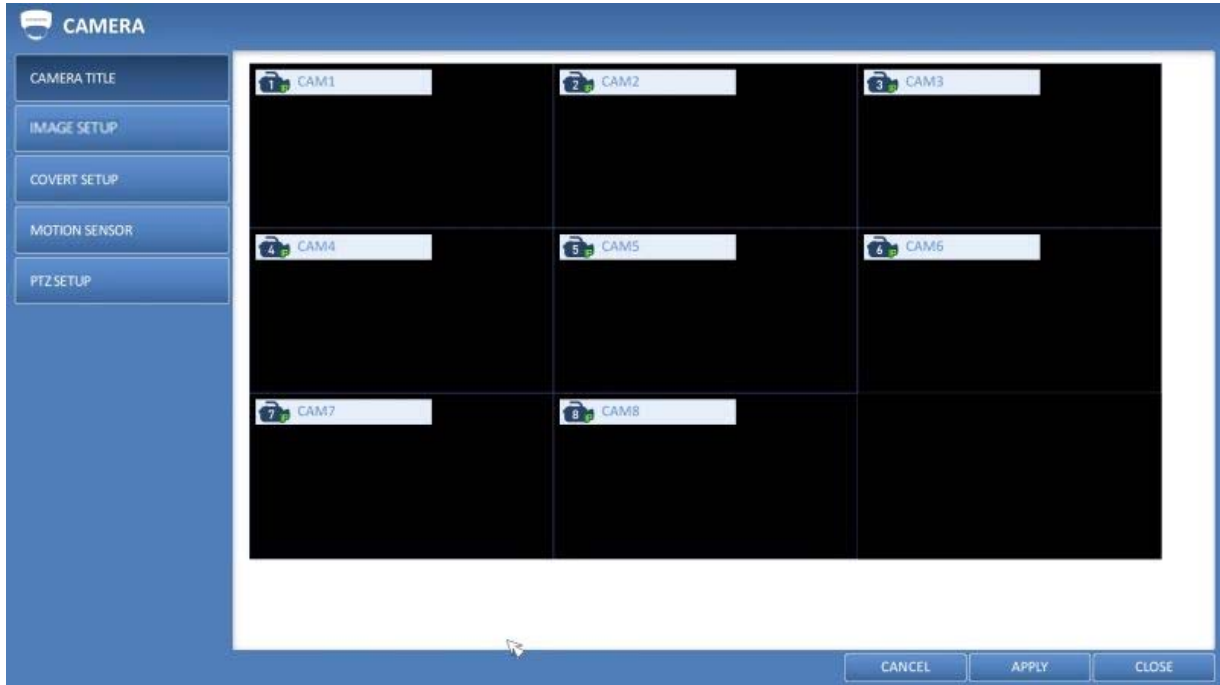 CAMERA
CAMERA TITLE
IMAGE SETUP
COVERT SETUP
MOTION SENSOR
PTZ SETUP
1 CAM1
2 CAM2
3 CAM3
4 CAM4
5 CAM5
6 CAM6
7 CAM7
8 CAM8
CANCEL
APPLY
CLOSE